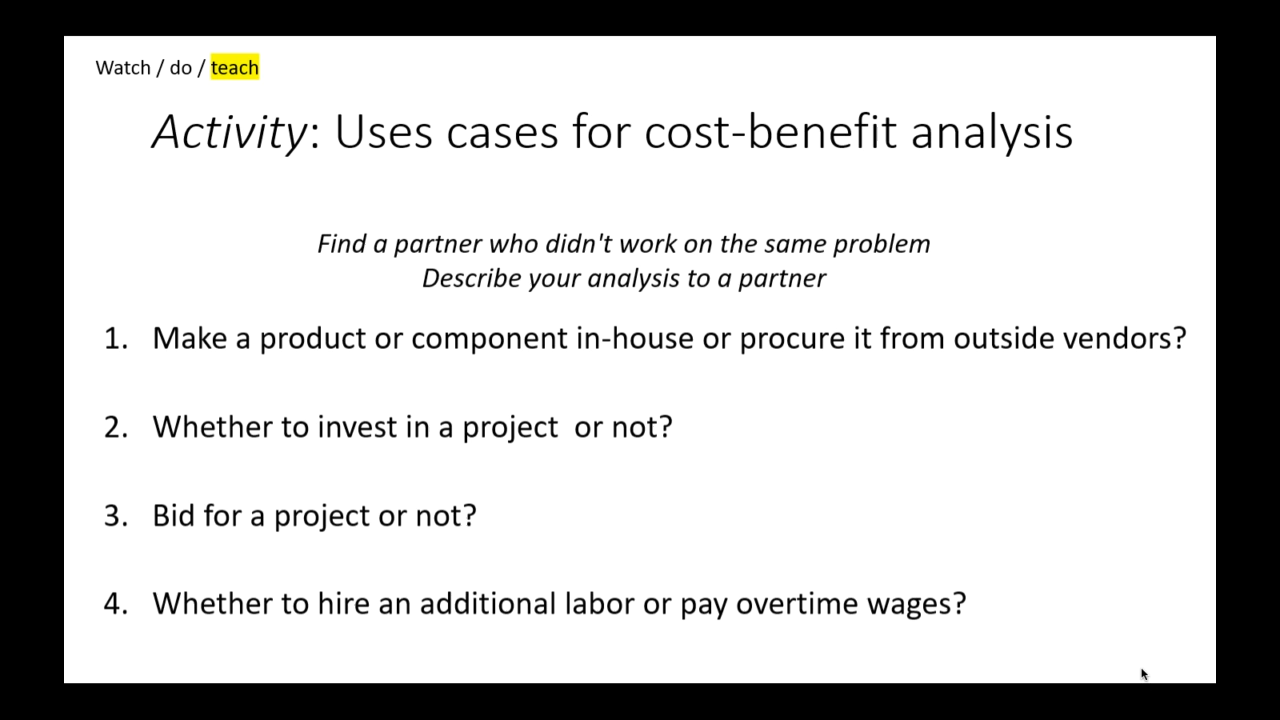 Watch / do / teach
Activity: Uses cases for cost-benefit analysis
Find a partner who didn't work on the same problem
Describe your analysis to a partner
1. Make a product or component in-house or procure it from outside vendors?
2. Whether to invest in a project  or not?
3. Bid for a project or not?
4. Whether to hire an additional labor or pay overtime wages?